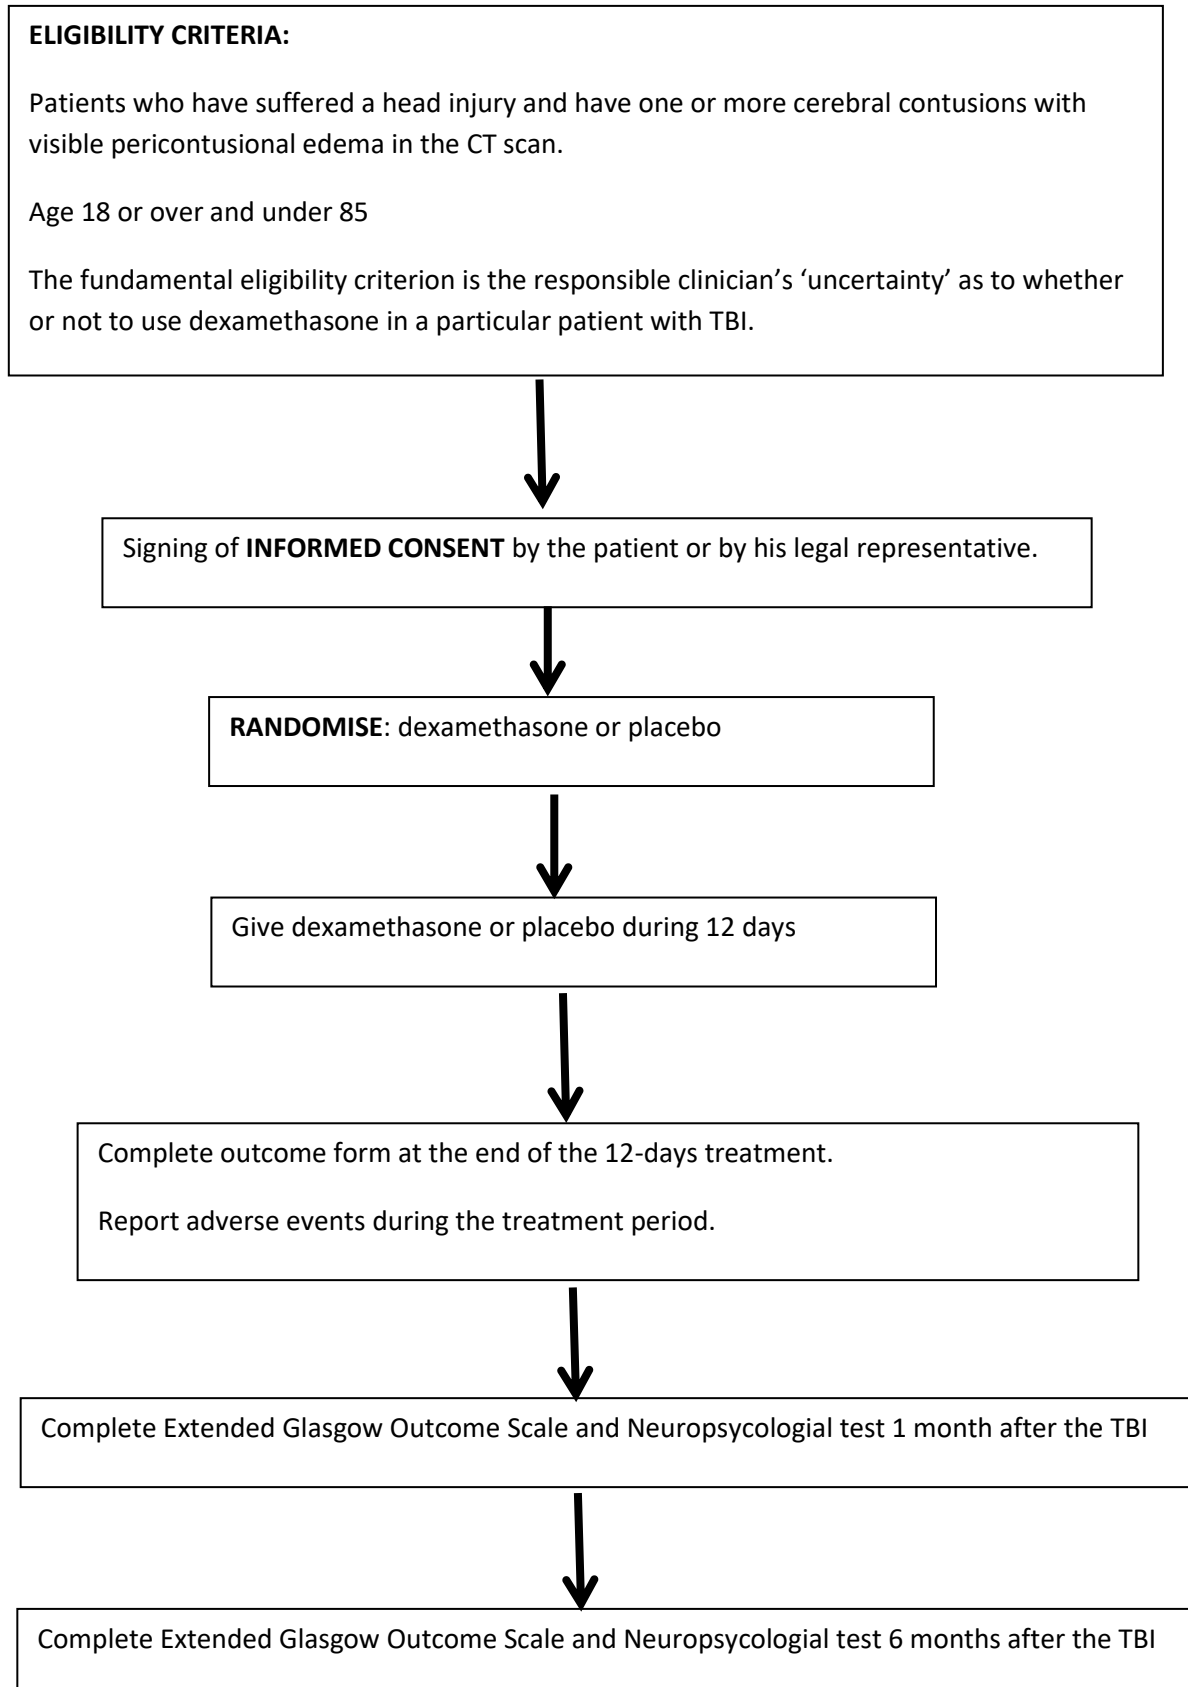 ELIGIBILITY CRITERIA:
Patients who have suffered a head injury and have one or more cerebral contusions with
visible pericontusional edema in the CT scan.
Age 18 or over and under 85
The fundamental eligibility criterion is the responsible clinician’s ‘uncertainty’ as to whether
or not to use dexamethasone in a particular patient with TBI.
Signing of INFORMED CONSENT by the patient or by his legal representative.
RANDOMISE: dexamethasone or placebo
Give dexamethasone or placebo during 12 days
Complete outcome form at the end of the 12-days treatment.
Report adverse events during the treatment period.
Complete Extended Glasgow Outcome Scale and Neuropsycologial test 1 month after the TBI
Complete Extended Glasgow Outcome Scale and Neuropsycologial test 6 months after the TBI